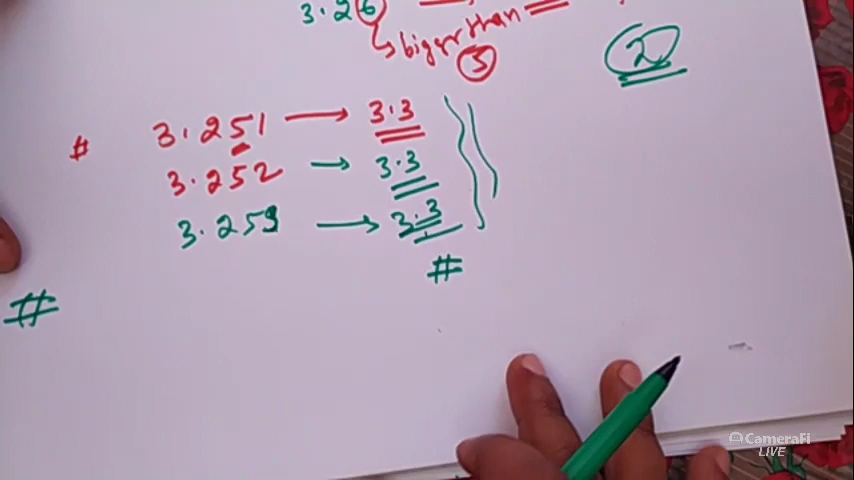 3.26
bigger than
5
2
# 3.251 → 3.3
3.252 → 3.3
3.259 → 3.3
#
#
CameraFi
LIVE